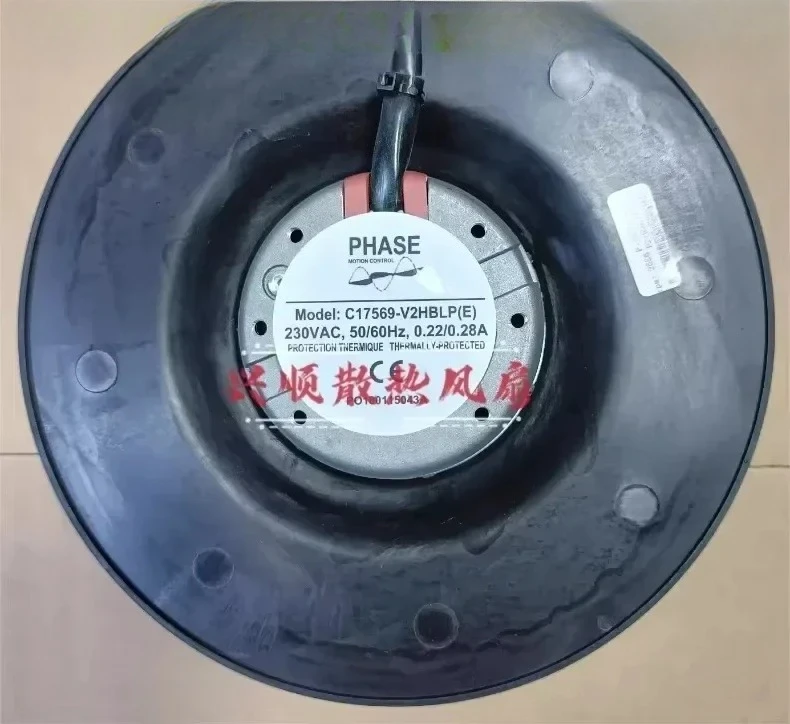 PHASE
MOTION CONTROL
Model: C17569-V2HBLP(E)
230VAC, 50/60Hz, 0.22/0.28A
PROTECTION THERMIQUE THERMALLY-PROTECTED
CE
兴顺散热风扇